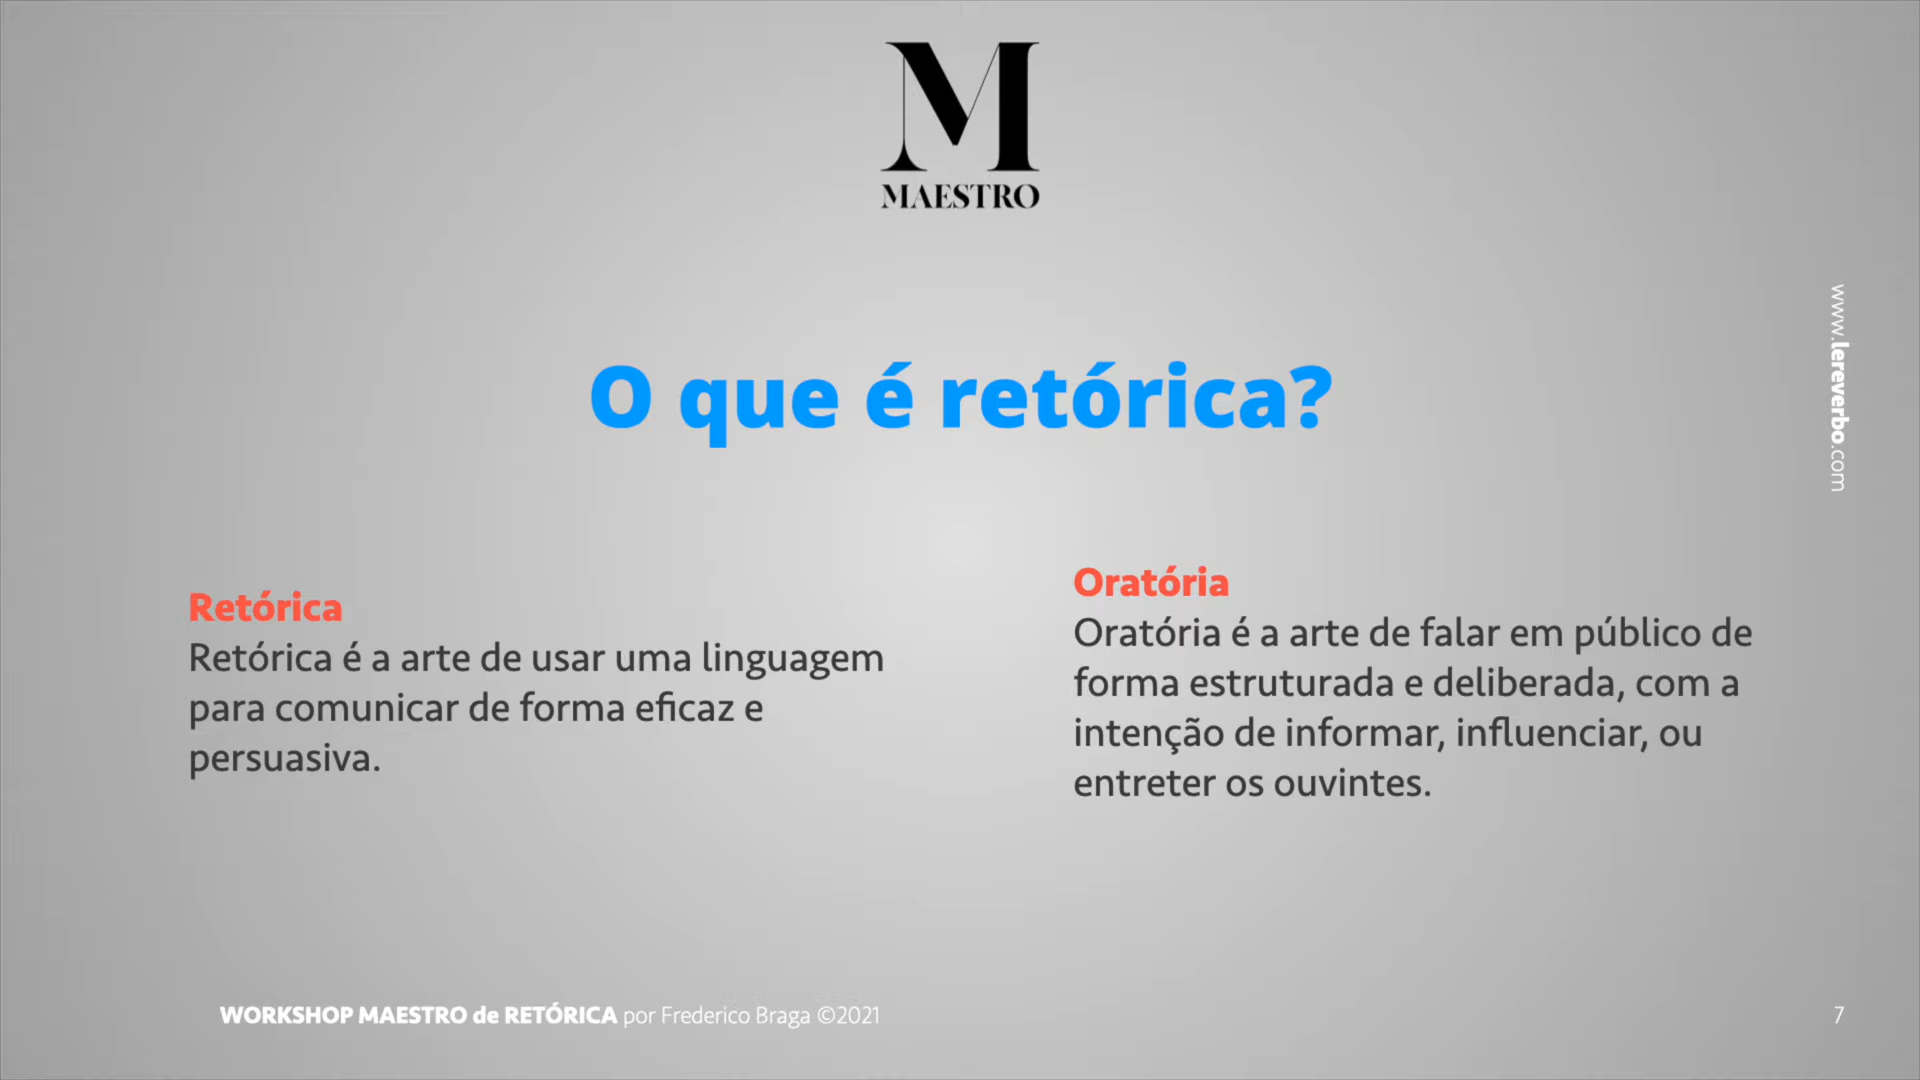 M
MAESTRO
O que é retórica?
www.lereverbo.com
Retórica
Retórica é a arte de usar uma linguagem
para comunicar de forma eficaz e
persuasiva.
Oratória
Oratória é a arte de falar em público de
forma estruturada e deliberada, com a
intenção de informar, influenciar, ou
entreter os ouvintes.
WORKSHOP MAESTRO de RETÓRICA por Frederico Braga ©2021
7